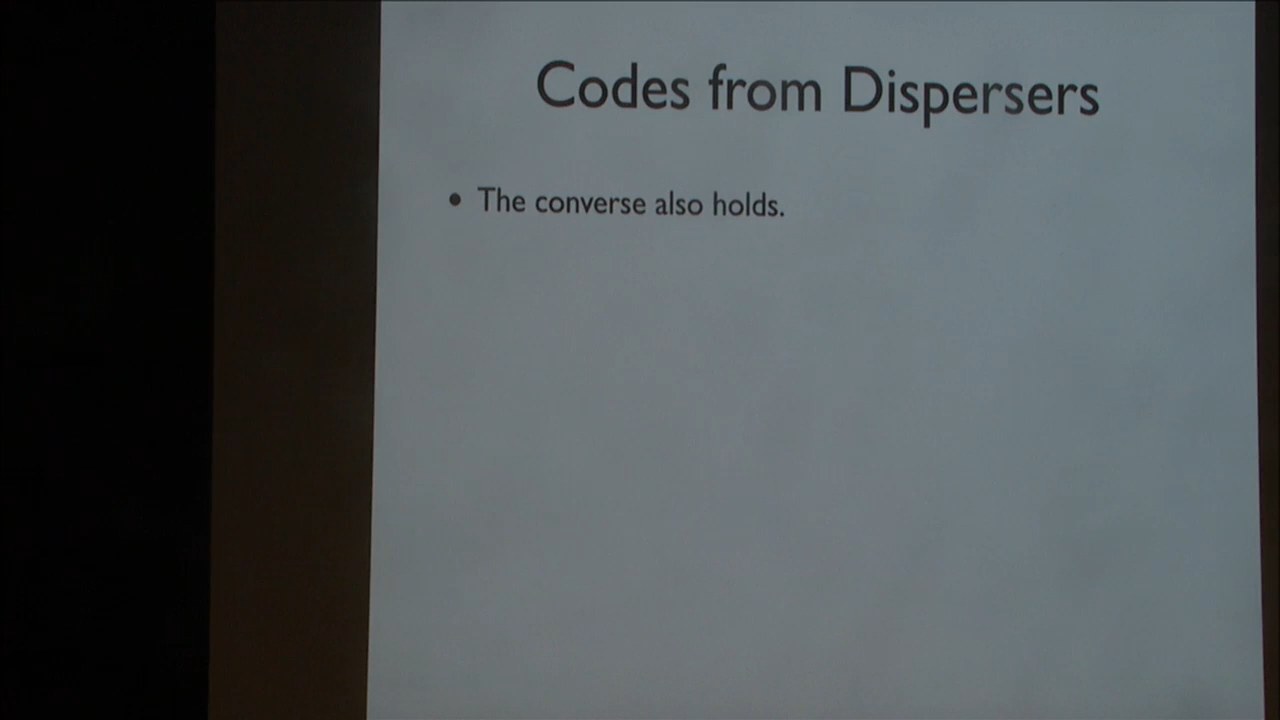 Codes from Dispersers
• The converse also holds.